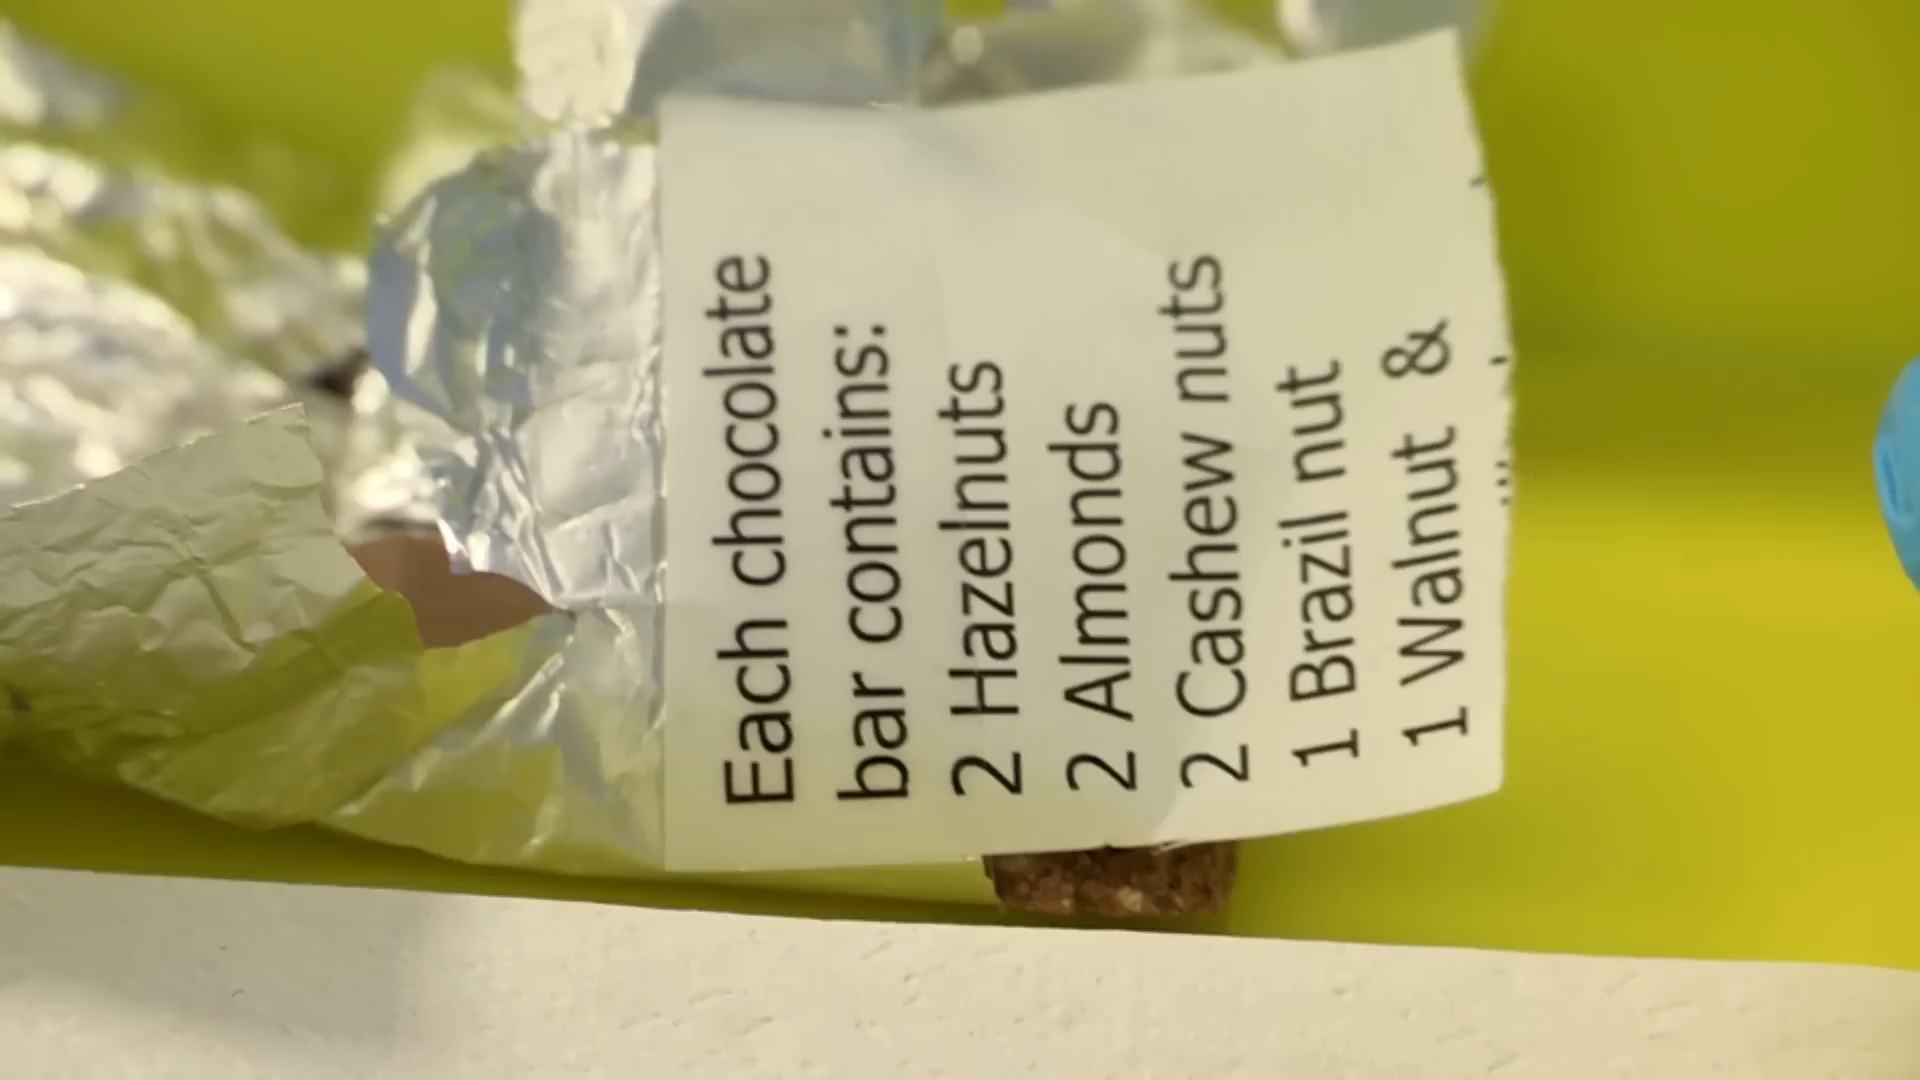 Each chocolate
bar contains:
2 Hazelnuts
2 Almonds
2 Cashew nuts
1 Brazil nut
1 Walnut &